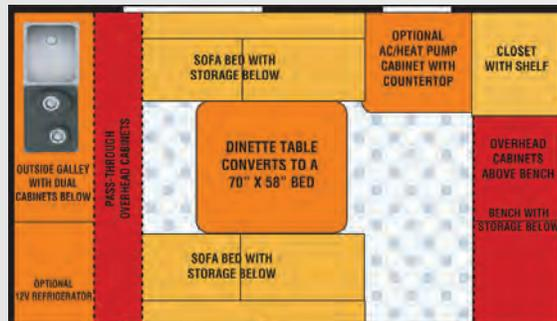 OUTSIDE GALLEY
WITH DUAL
CABINETS BELOW
OPTIONAL
12V REFRIGERATOR
PASS-THROUGH
OVERHEAD CABINETS
SOFA BED WITH
STORAGE BELOW
DINETTE TABLE
CONVERTS TO A
70" X 58" BED
SOFA BED WITH
STORAGE BELOW
OPTIONAL
AC/HEAT PUMP
CABINET WITH
COUNTERTOP
CLOSET
WITH SHELF
OVERHEAD
CABINETS
ABOVE BENCH
BENCH WITH
STORAGE BELOW